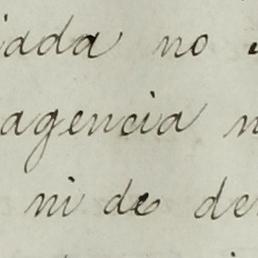 iada no
agencia n
ni de de